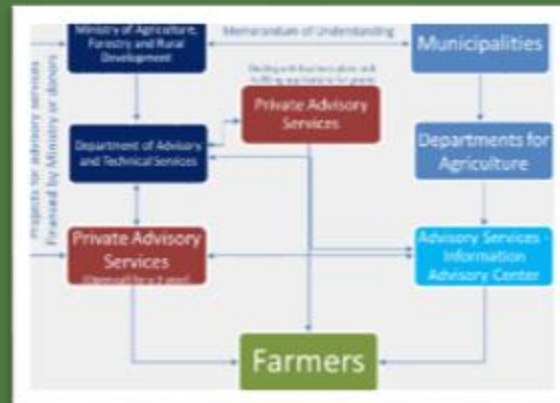 Ministry of Agriculture,
Forestry and Rural
Development
Memorandum of Understanding
Municipalities
Projects for advisory services
Financed by Ministry or donors
Private Advisory
Services
Department of Advisory
and Technical Services
Departments for
Agriculture
Private Advisory
Services
Advisory Services -
Information
Advisory Center
Farmers